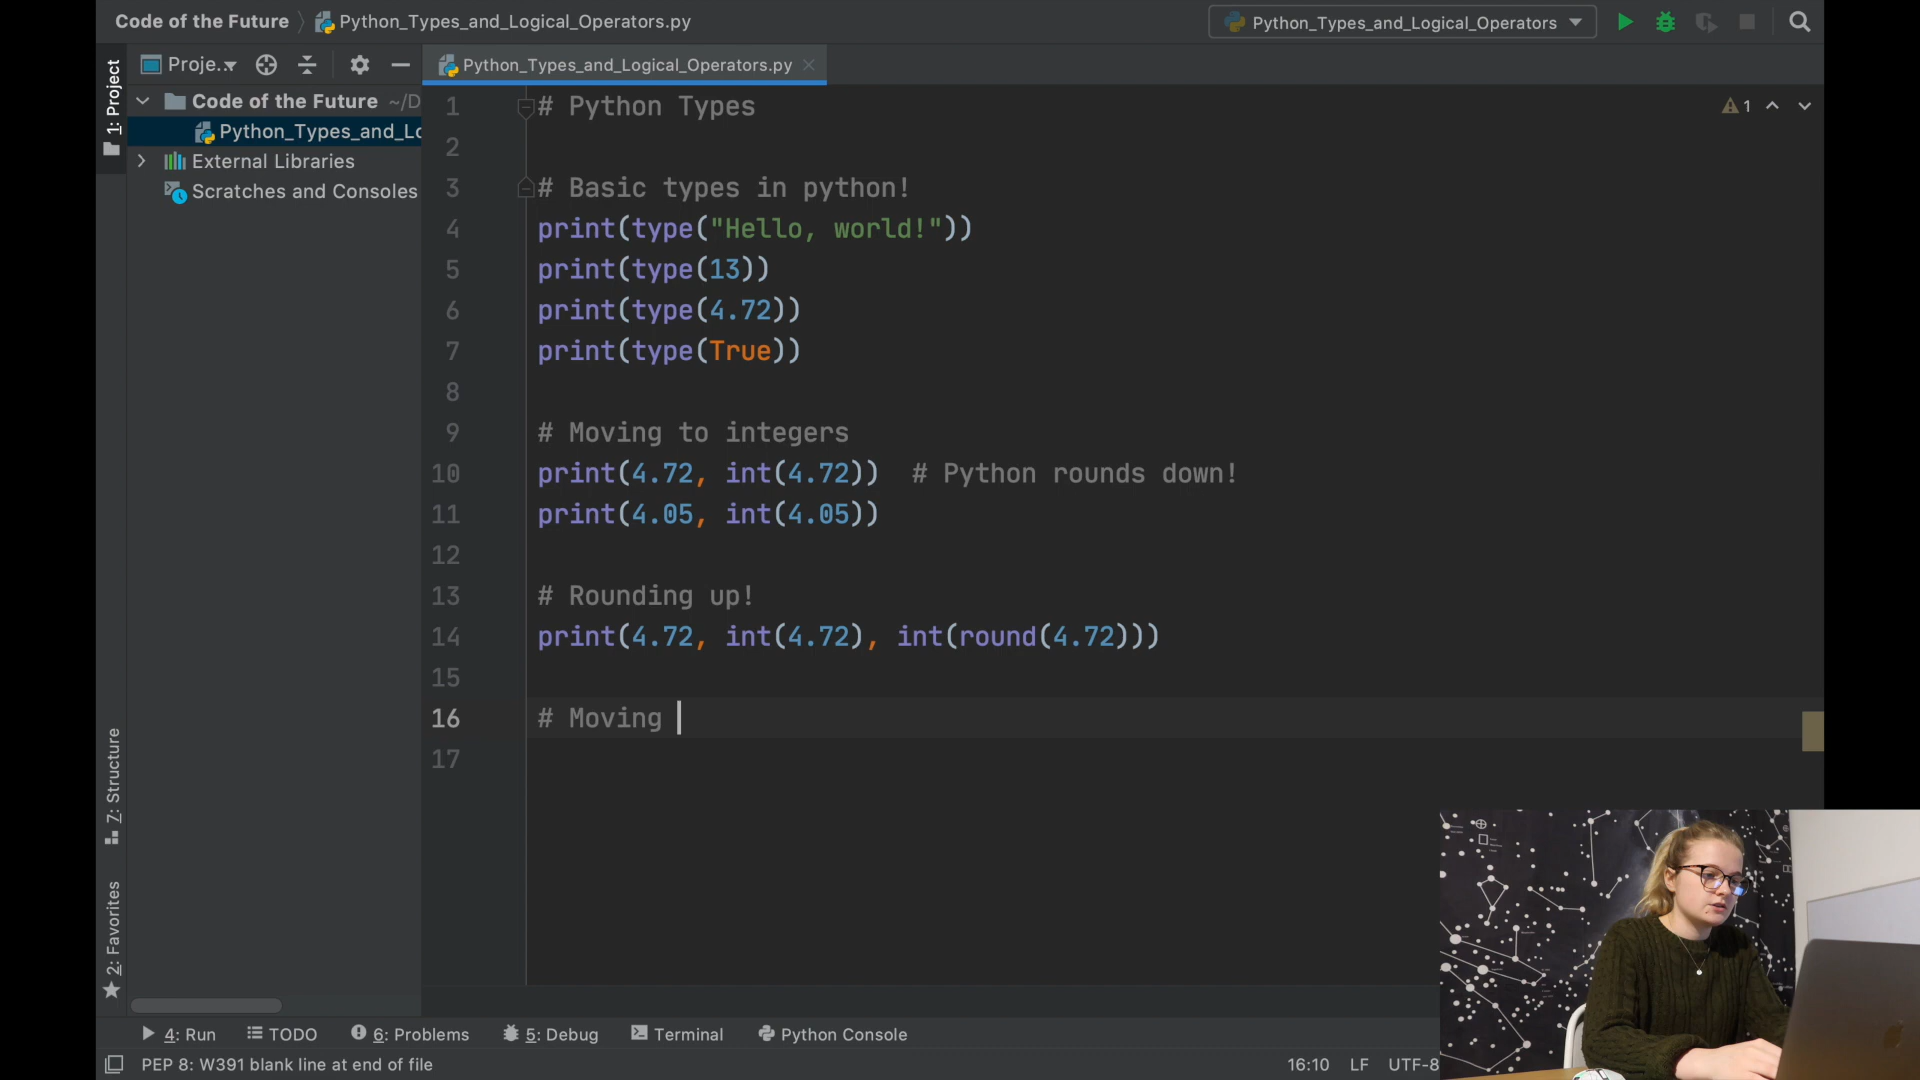 Code of the Future Python_Types_and_Logical_Operators.py Python_Types_and_Logical_Operators
1: Project
Proje..
Python_Types_and_Logical_Operators.py
Code of the Future ~/D
Python_Types_and_Lo
External Libraries
Scratches and Consoles
1 # Python Types
1
2
3 # Basic types in python!
4 print(type("Hello, world!"))
5 print(type(13))
6 print(type(4.72))
7 print(type(True))
8
9 # Moving to integers
10 print(4.72, int(4.72)) # Python rounds down!
11 print(4.05, int(4.05))
12
13 # Rounding up!
14 print(4.72, int(4.72), int(round(4.72)))
15
16 # Moving
17
7: Structure
2: Favorites
4: Run TODO 6: Problems 5: Debug Terminal Python Console
PEP 8: W391 blank line at end of file 16:10 LF UTF-8